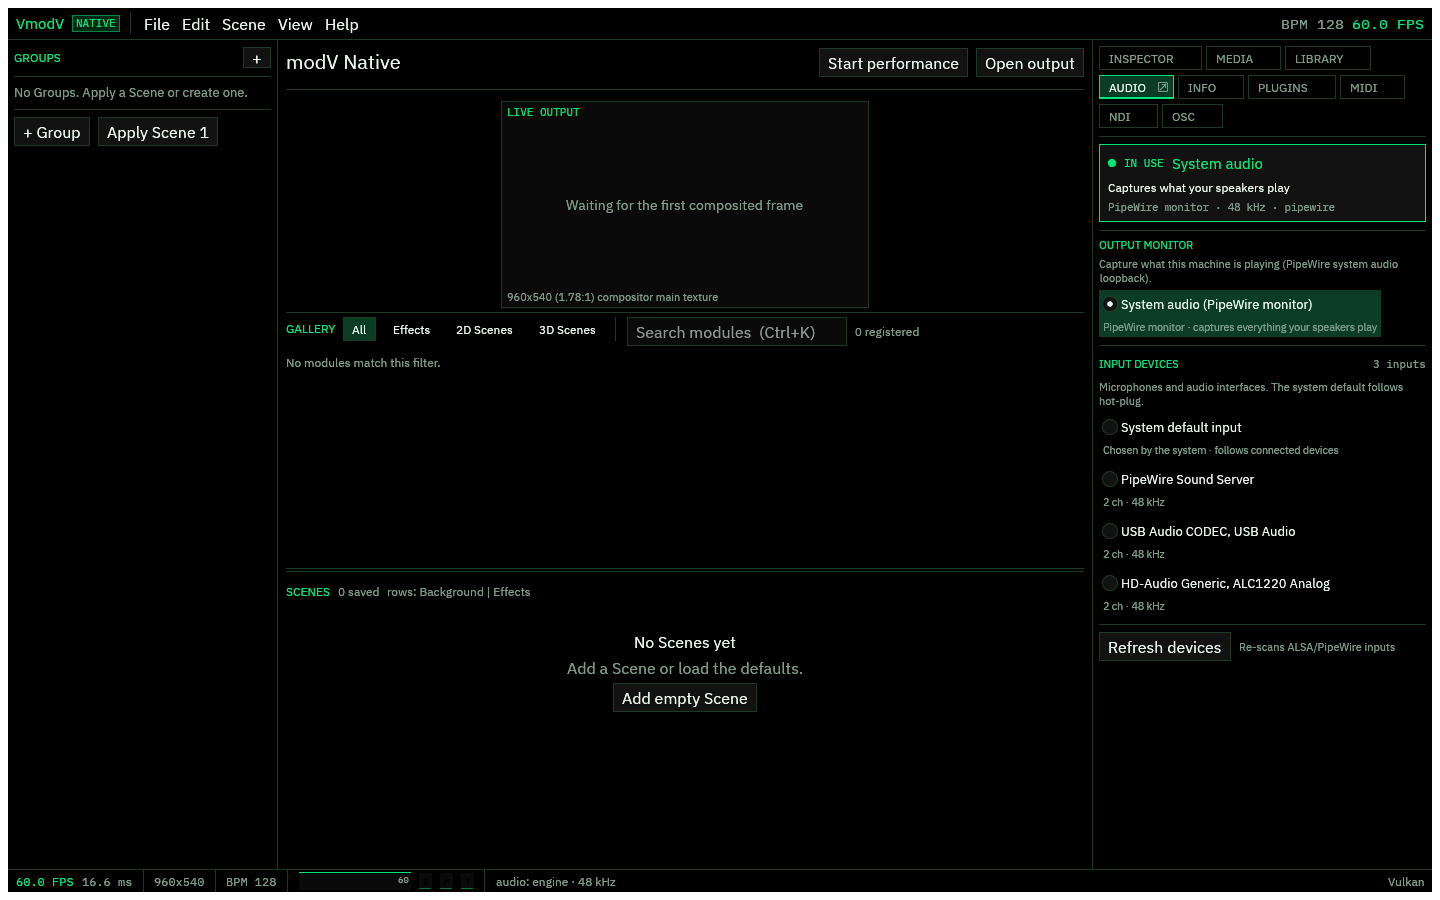 VmodV NATIVE File Edit Scene View Help BPM 128 60.0 FPS
GROUPS +
No Groups. Apply a Scene or create one.
+ Group Apply Scene 1
modV Native Start performance Open output
LIVE OUTPUT
Waiting for the first composited frame
960x540 (1.78:1) compositor main texture
GALLERY All Effects 2D Scenes 3D Scenes Search modules (Ctrl+K) 0 registered
No modules match this filter.
SCENES 0 saved rows: Background | Effects
No Scenes yet
Add a Scene or load the defaults.
Add empty Scene
INSPECTOR MEDIA LIBRARY
AUDIO INFO PLUGINS MIDI
NDI OSC
IN USE System audio
Captures what your speakers play
PipeWire monitor · 48 kHz · pipewire
OUTPUT MONITOR
Capture what this machine is playing (PipeWire system audio
loopback).
System audio (PipeWire monitor)
PipeWire monitor · captures everything your speakers play
INPUT DEVICES 3 inputs
Microphones and audio interfaces. The system default follows
hot-plug.
System default input
Chosen by the system · follows connected devices
PipeWire Sound Server
2 ch · 48 kHz
USB Audio CODEC, USB Audio
2 ch · 48 kHz
HD-Audio Generic, ALC1220 Analog
2 ch · 48 kHz
Refresh devices Re-scans ALSA/PipeWire inputs
60.0 FPS 16.6 ms 960x540 BPM 128 60 audio: engine · 48 kHz Vulkan